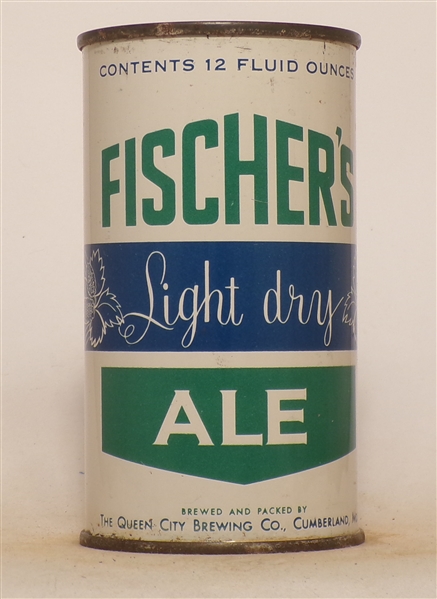 CONTENTS 12 FLUID OUNCES
FISCHER'S
Light dry
ALE
BREWED AND PACKED BY
THE QUEEN CITY BREWING CO., CUMBERLAND,